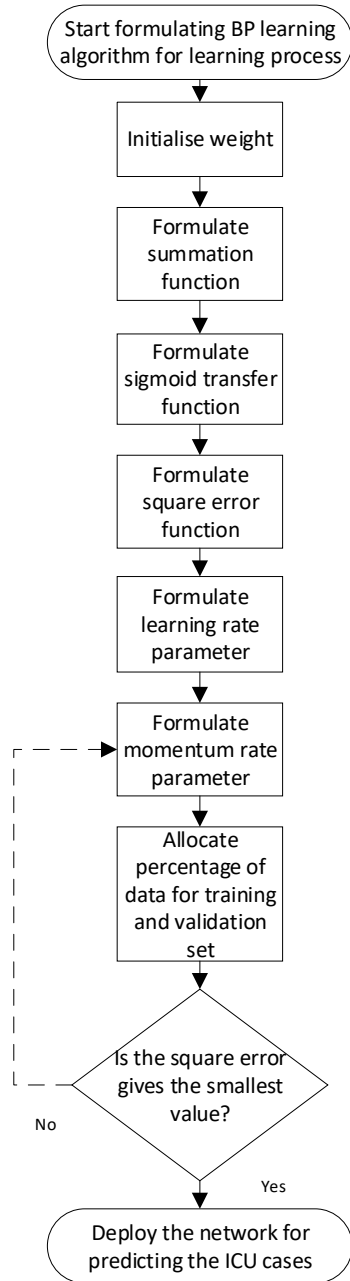 Start formulating BP learning
algorithm for learning process
Initialise weight
Formulate
summation
function
Formulate
sigmoid transfer
function
Formulate
square error
function
Formulate
learning rate
parameter
Formulate
momentum rate
parameter
Allocate
percentage of
data for training
and validation
set
Is the square error
gives the smallest
value?
No
Yes
Deploy the network for
predicting the ICU cases